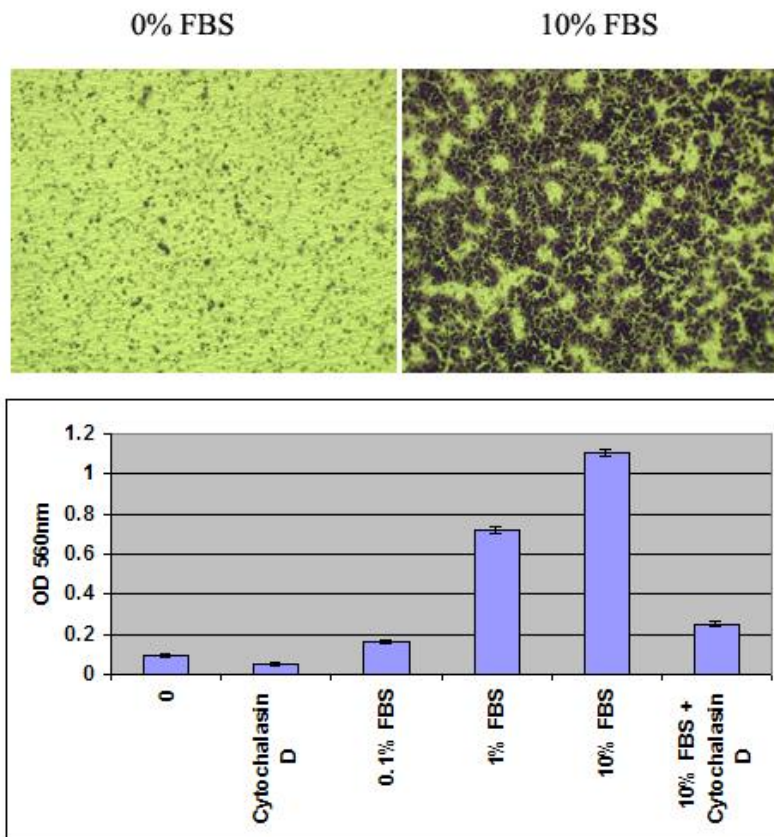 0% FBS
10% FBS
1.2
1
0.8
0.6
0.4
0.2
0
OD 560nm
0
Cytochalasin
D
0.1% FBS
1% FBS
10% FBS
10% FBS +
Cytochalasin
D